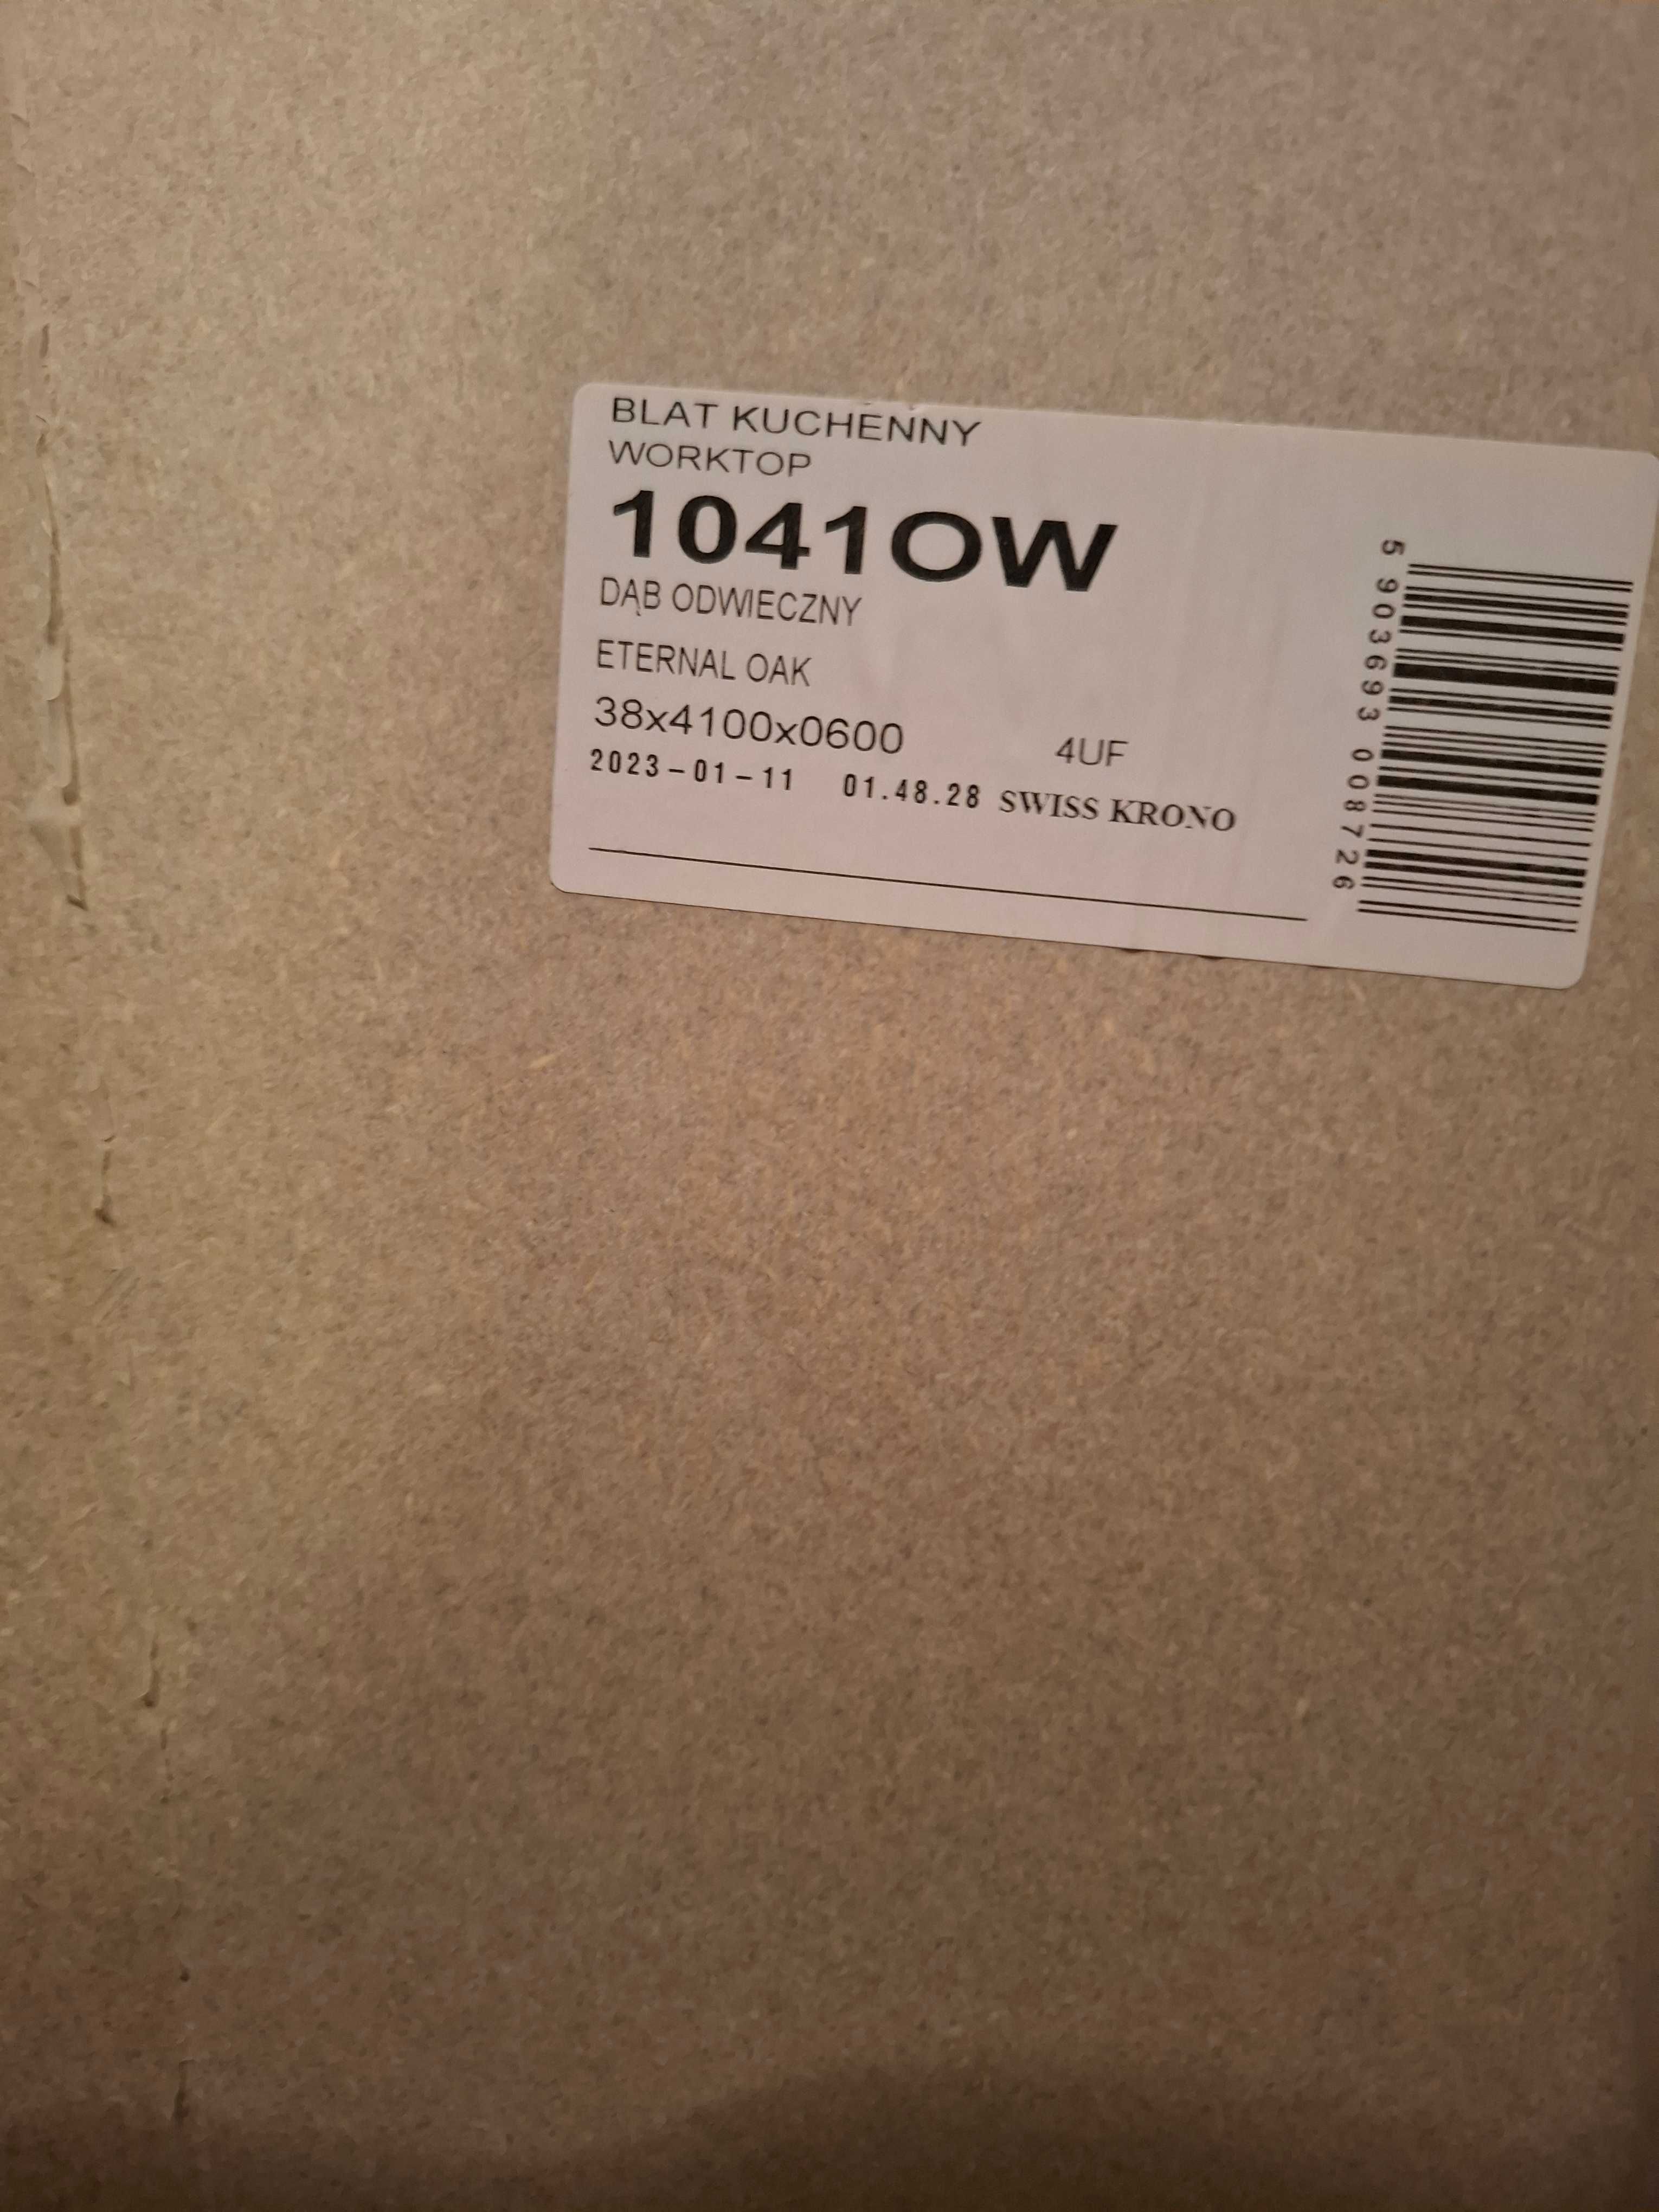 BLAT KUCHENNY
WORKTOP
1041OW
DĄB ODWIECZNY
ETERNAL OAK
38x4100x0600 4UF
2023-01-11 01.48.28 SWISS KRONO
5 903693 008726